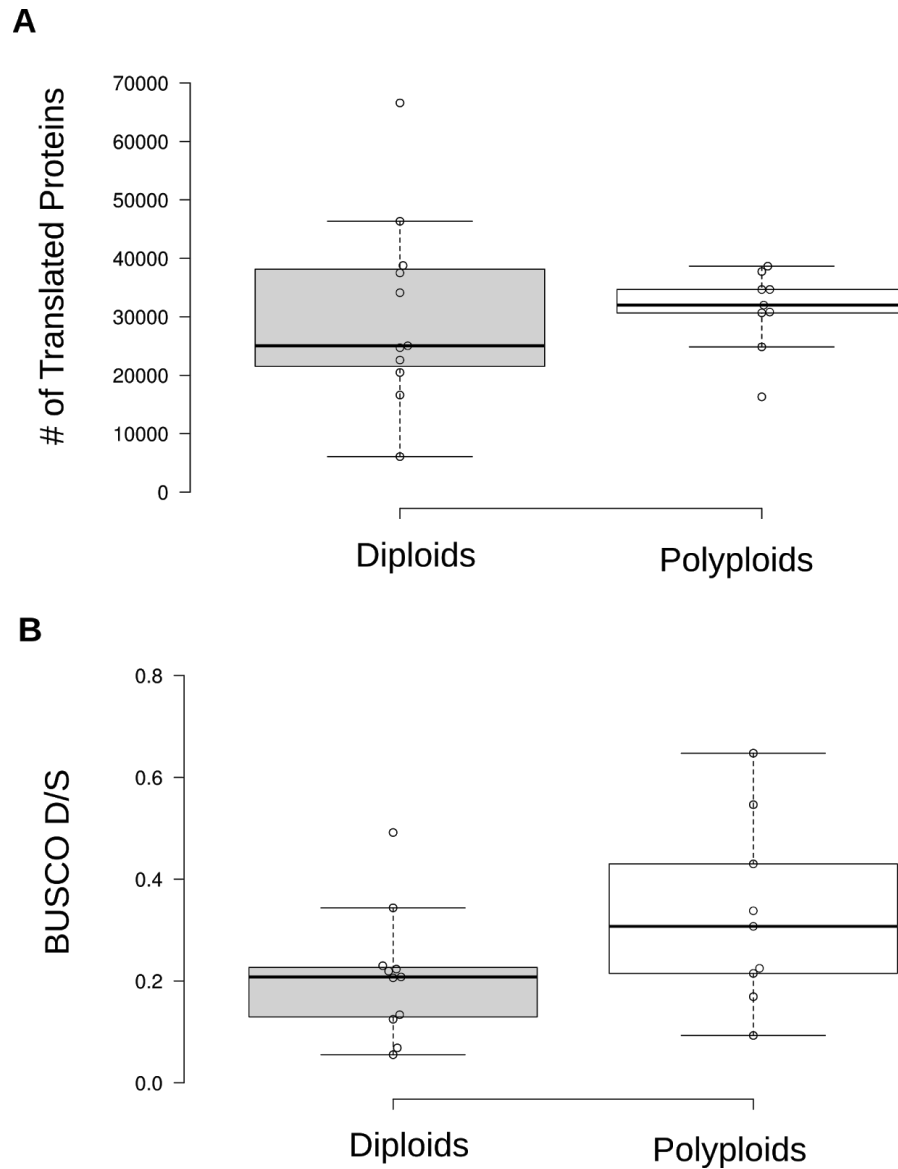 A
# of Translated Proteins
70000
60000
50000
40000
30000
20000
10000
0
Diploids
Polyploids
B
BUSCO D/S
0.8
0.6
0.4
0.2
0.0
Diploids
Polyploids